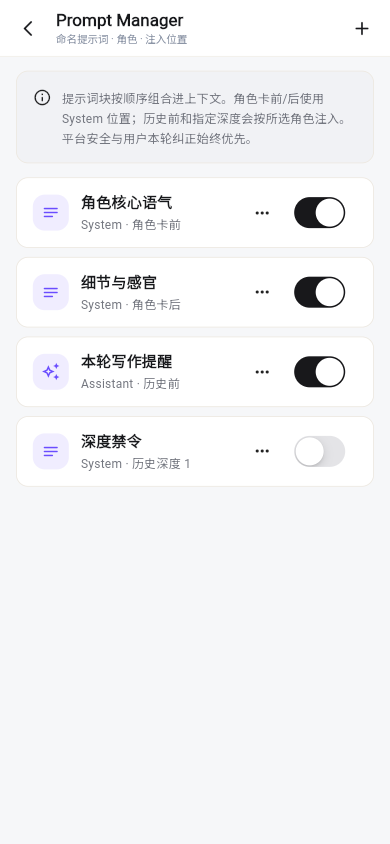 Prompt Manager
命名提示词 · 角色 · 注入位置
提示词块按顺序组合进上下文。角色卡前/后使用
System 位置；历史前和指定深度会按所选角色注入。
平台安全与用户本轮纠正始终优先。
角色核心语气
System · 角色卡前
细节与感官
System · 角色卡后
本轮写作提醒
Assistant · 历史前
深度禁令
System · 历史深度 1